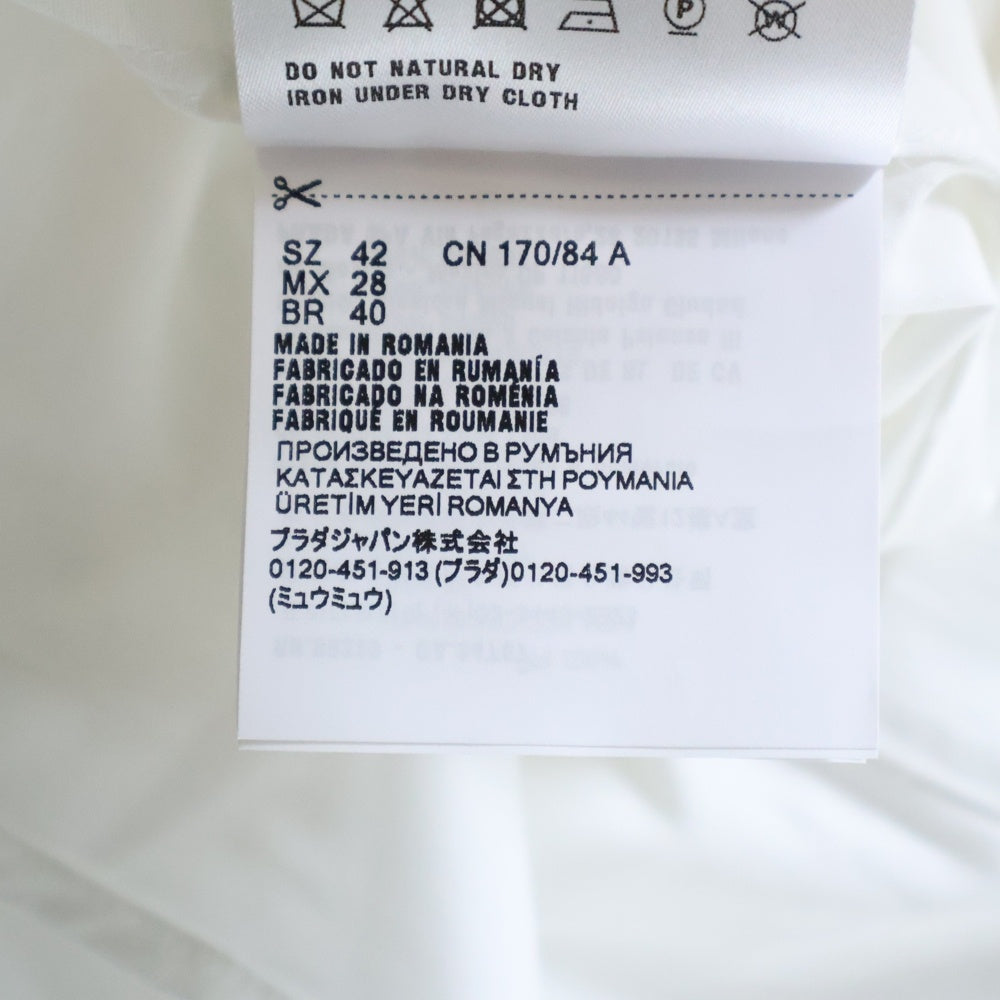 DO NOT NATURAL DRY
IRON UNDER DRY CLOTH
SZ 42 CN 170/84 A
MX 28
BR 40
MADE IN ROMANIA
FABRICADO EN RUMANÍA
FABRICADO NA ROMÉNIA
FABRIQUÉ EN ROUMANIE
ПРОИЗВЕДЕНО В РУМЪНИЯ
ΚΑΤΑΣΚΕΥΑΖΕΤΑΙ ΣΤΗ ΡΟΥΜΑΝΙΑ
ÜRETİM YERİ ROMANYA
プラダジャパン株式会社
0120-451-913(プラダ)0120-451-993
(ミュウミュウ)